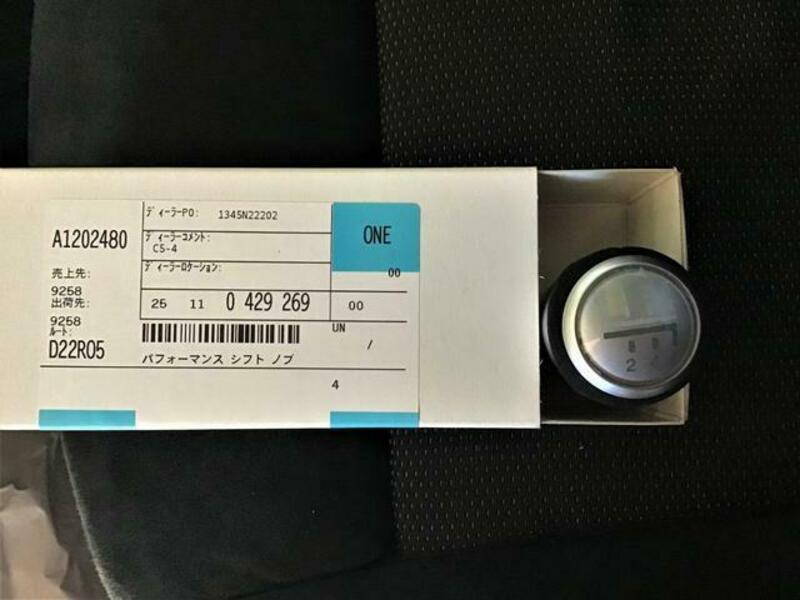 A1202480
ディーラーPO: 1345N22202
ディーラーコメント:
CS-4
ディーラーロケーション:
ONE
00
売上先:
9258
出荷先:
9258
ルート:
D22R05
25 11 0 429 269 00
UN
/
パフォーマンス シフト ノブ
4
2